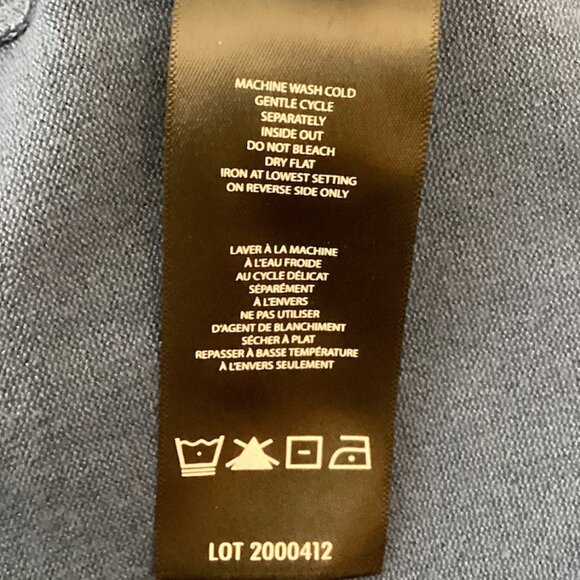 MACHINE WASH COLD
GENTLE CYCLE
SEPARATELY
INSIDE OUT
DO NOT BLEACH
DRY FLAT
IRON AT LOWEST SETTING
ON REVERSE SIDE ONLY
LAVER À LA MACHINE
À L'EAU FROIDE
AU CYCLE DÉLICAT
SÉPARÉMENT
À L'ENVERS
NE PAS UTILISER
D'AGENT DE BLANCHIMENT
SÉCHER À PLAT
REPASSER À BASSE TEMPÉRATURE
À L'ENVERS SEULEMENT
LOT 2000412